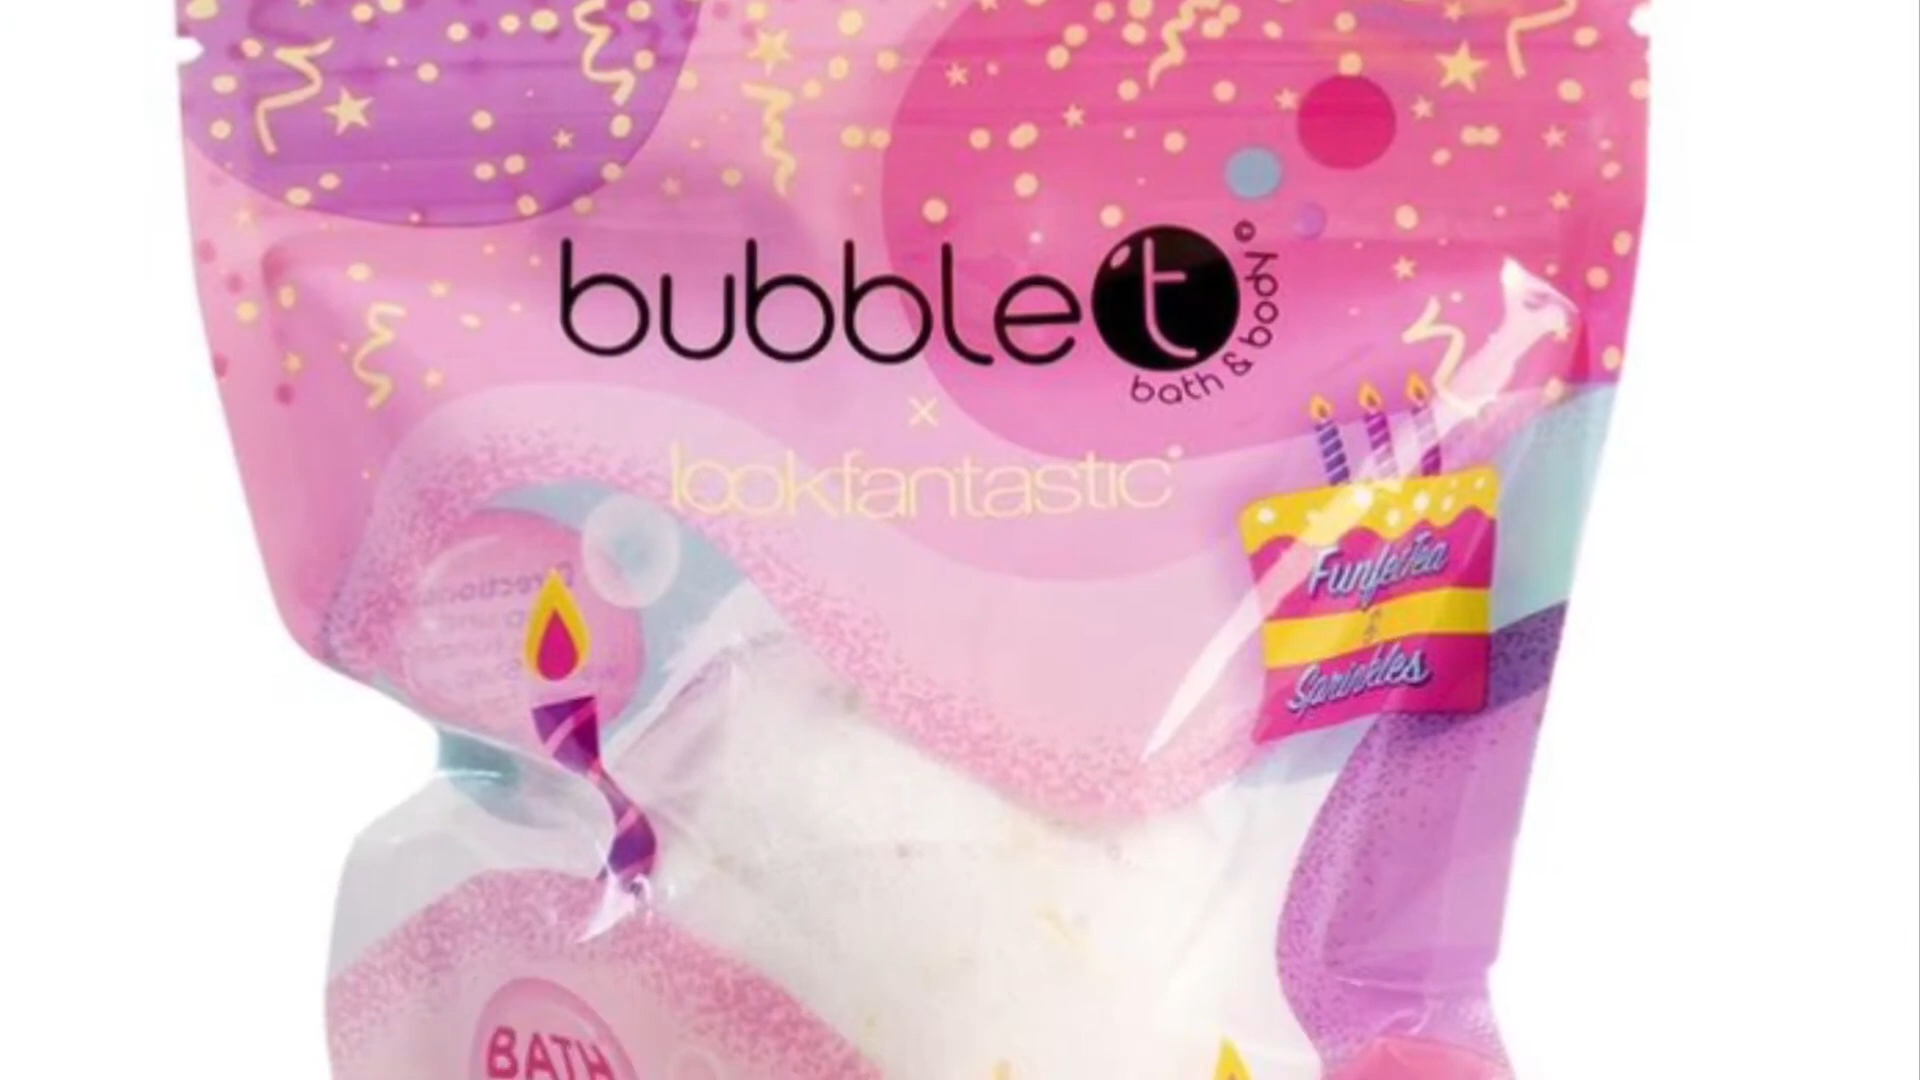 bubble t
bath & body ©
x
lookfantastic
Funfetea
&
Sprinkles
BATH